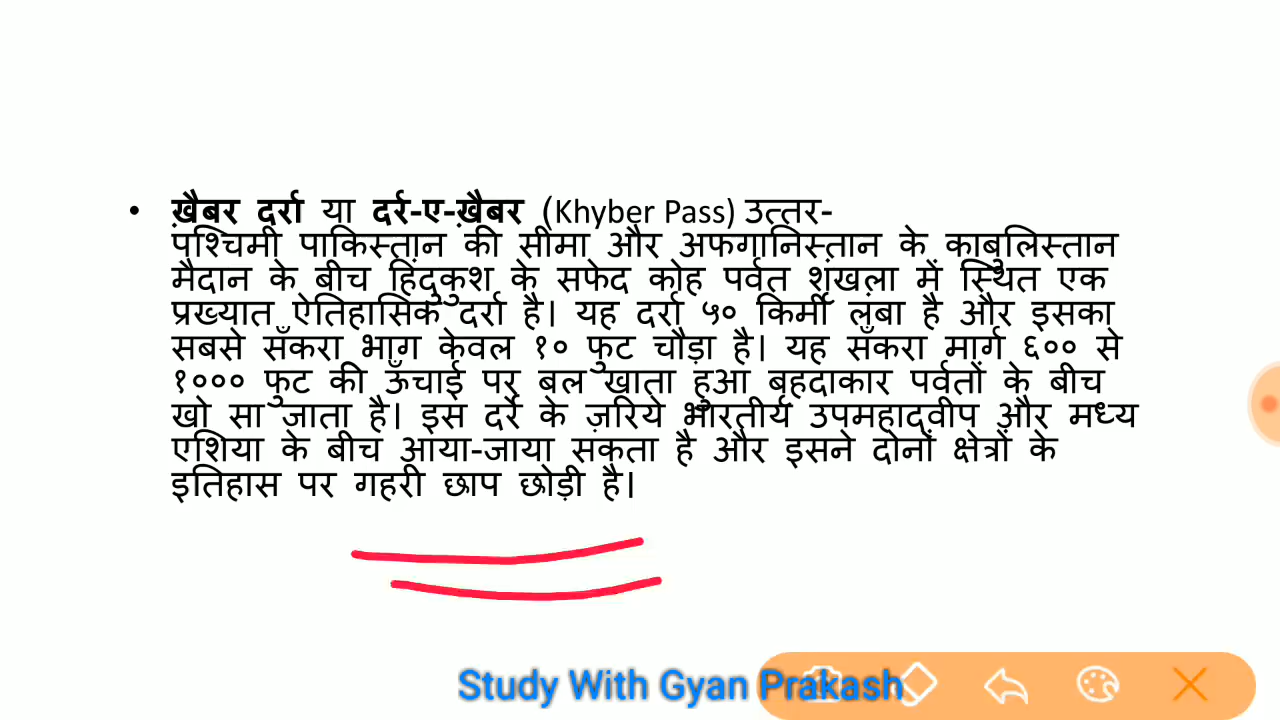 • ख़ैबर दर्रा या दर्र-ए-ख़ैबर (Khyber Pass) उत्तर-
पश्चिमी पाकिस्तान की सीमा और अफगानिस्तान के काबुलिस्तान
मैदान के बीच हिंदुकुश के सफेद कोह पर्वत शृंखला में स्थित एक
प्रख्यात ऐतिहासिक दर्रा है। यह दर्रा ५० किमी लंबा है और इसका
सबसे सँकरा भाग केवल १० फुट चौड़ा है। यह सँकरा मार्ग ६०० से
१००० फुट की ऊँचाई पर बल खाता हुआ बृहदाकार पर्वतों के बीच
खो सा जाता है। इस दर्रे के ज़रिये भारतीय उपमहाद्वीप और मध्य
एशिया के बीच आया-जाया सकता है और इसने दोनों क्षेत्रों के
इतिहास पर गहरी छाप छोड़ी है।
Study With Gyan Prakash